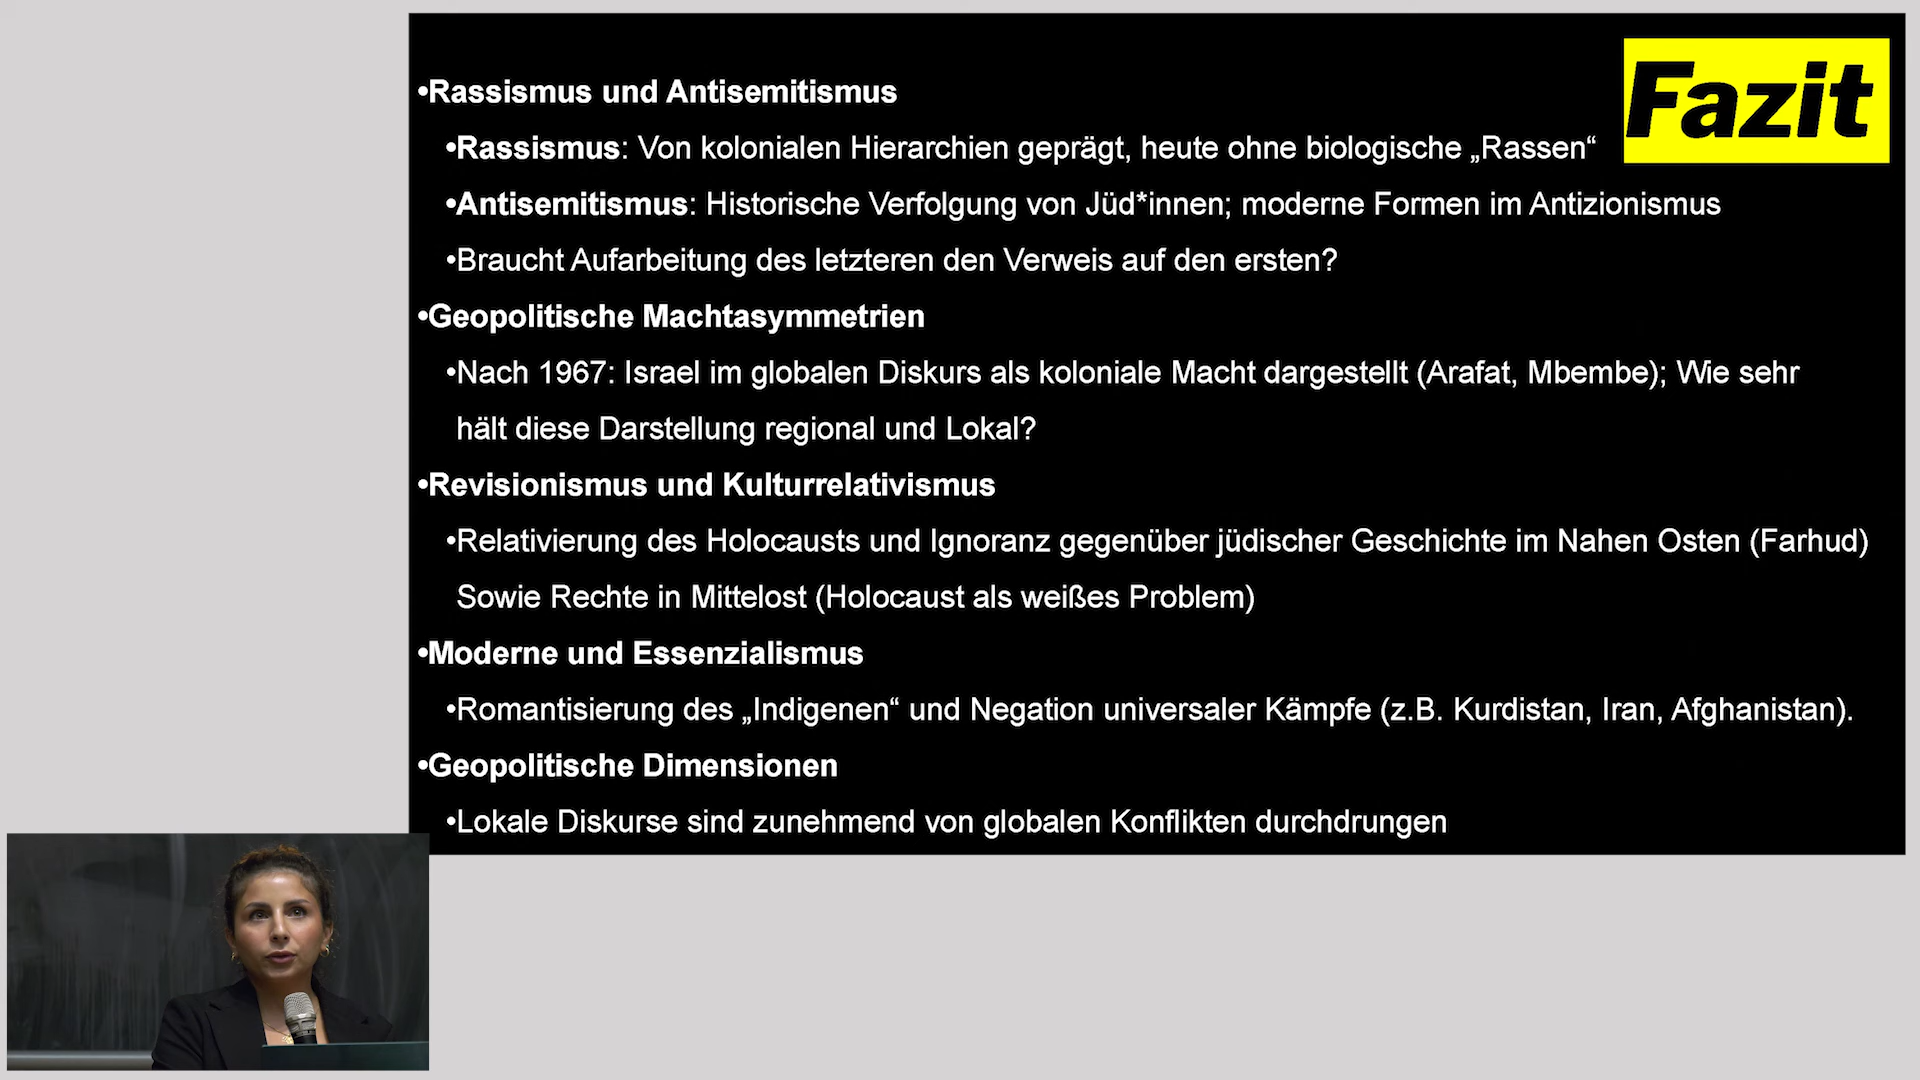 Fazit
•Rassismus und Antisemitismus
•Rassismus: Von kolonialen Hierarchien geprägt, heute ohne biologische „Rassen“
•Antisemitismus: Historische Verfolgung von Jüd*innen; moderne Formen im Antizionismus
•Braucht Aufarbeitung des letzteren den Verweis auf den ersten?
•Geopolitische Machtasymmetrien
•Nach 1967: Israel im globalen Diskurs als koloniale Macht dargestellt (Arafat, Mbembe); Wie sehr
hält diese Darstellung regional und Lokal?
•Revisionismus und Kulturrelativismus
•Relativierung des Holocausts und Ignoranz gegenüber jüdischer Geschichte im Nahen Osten (Farhud)
Sowie Rechte in Mittelost (Holocaust als weißes Problem)
•Moderne und Essenzialismus
•Romantisierung des „Indigenen“ und Negation universaler Kämpfe (z.B. Kurdistan, Iran, Afghanistan).
•Geopolitische Dimensionen
•Lokale Diskurse sind zunehmend von globalen Konflikten durchdrungen